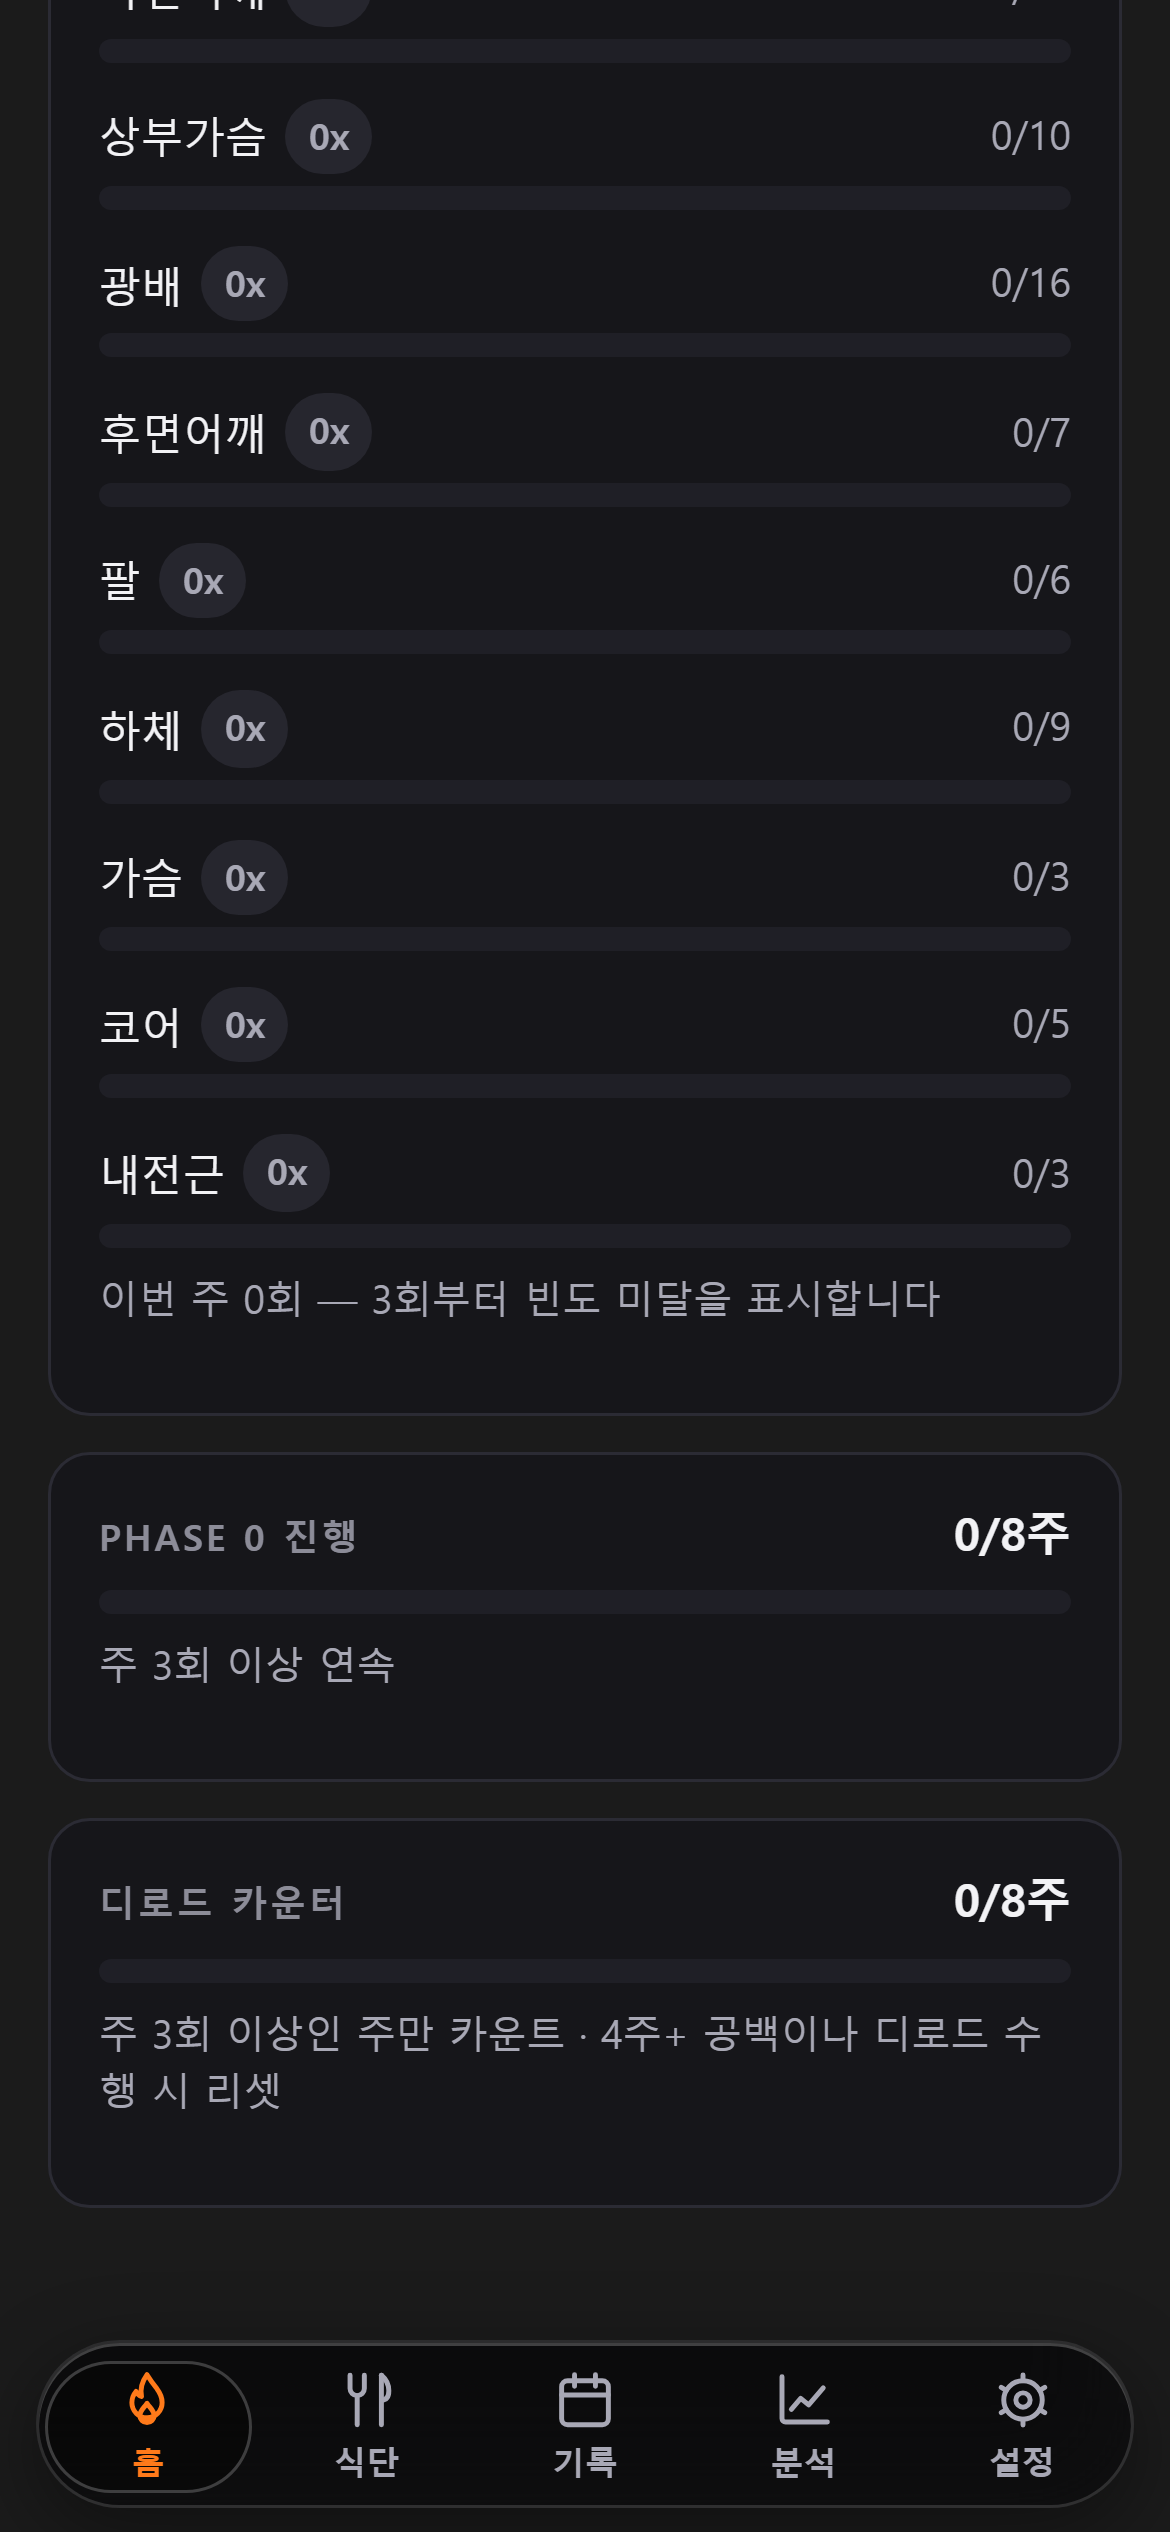 상부가슴 0x 0/10
광배 0x 0/16
후면어깨 0x 0/7
팔 0x 0/6
하체 0x 0/9
가슴 0x 0/3
코어 0x 0/5
내전근 0x 0/3
이번 주 0회 — 3회부터 빈도 미달을 표시합니다
PHASE 0 진행 0/8주
주 3회 이상 연속
디로드 카운터 0/8주
주 3회 이상인 주만 카운트 · 4주+ 공백이나 디로드 수
행 시 리셋
홈 식단 기록 분석 설정